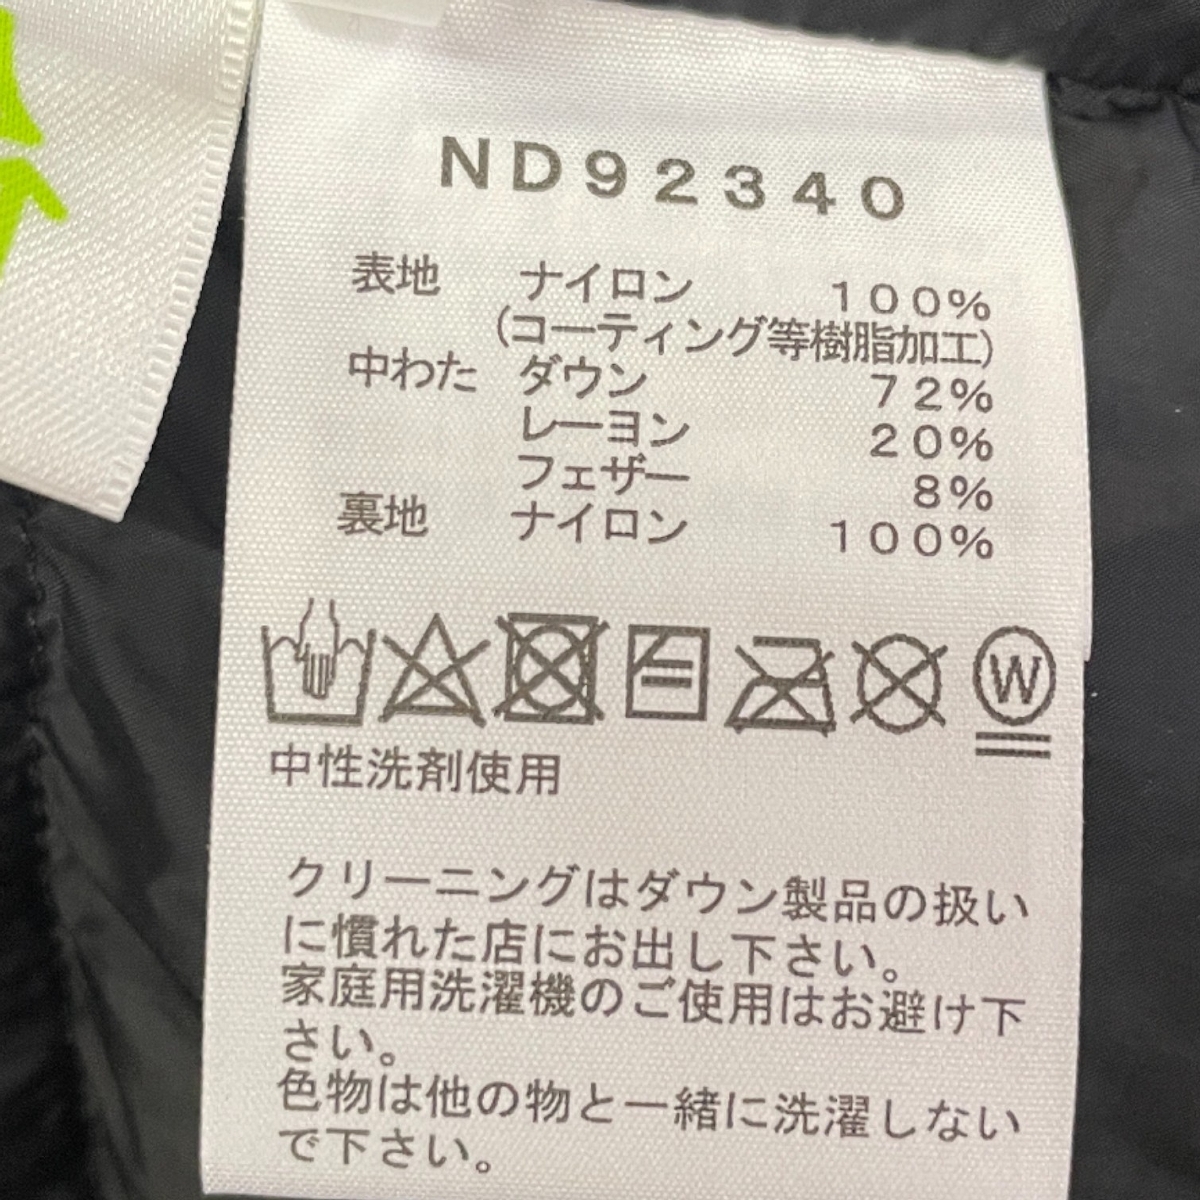 ND92340
表地 ナイロン 100%
(コーティング等樹脂加工)
中わた ダウン 72%
レーヨン 20%
フェザー 8%
裏地 ナイロン 100%
W
中性洗剤使用
クリーニングはダウン製品の扱い
に慣れた店にお出し下さい。
家庭用洗濯機のご使用はお避け下
さい。
色物は他の物と一緒に洗濯しない
で下さい。